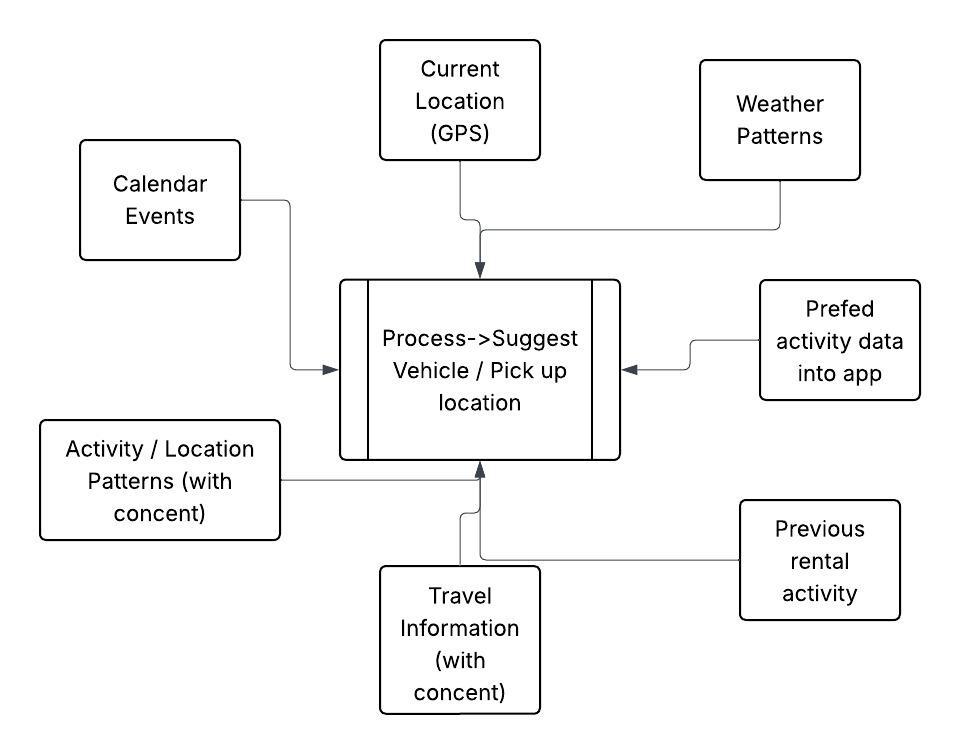 Current
Location
(GPS)
Weather
Patterns
Calendar
Events
Process->Suggest
Vehicle / Pick up
location
Prefed
activity data
into app
Activity / Location
Patterns (with
concent)
Previous
rental
activity
Travel
Information
(with
concent)